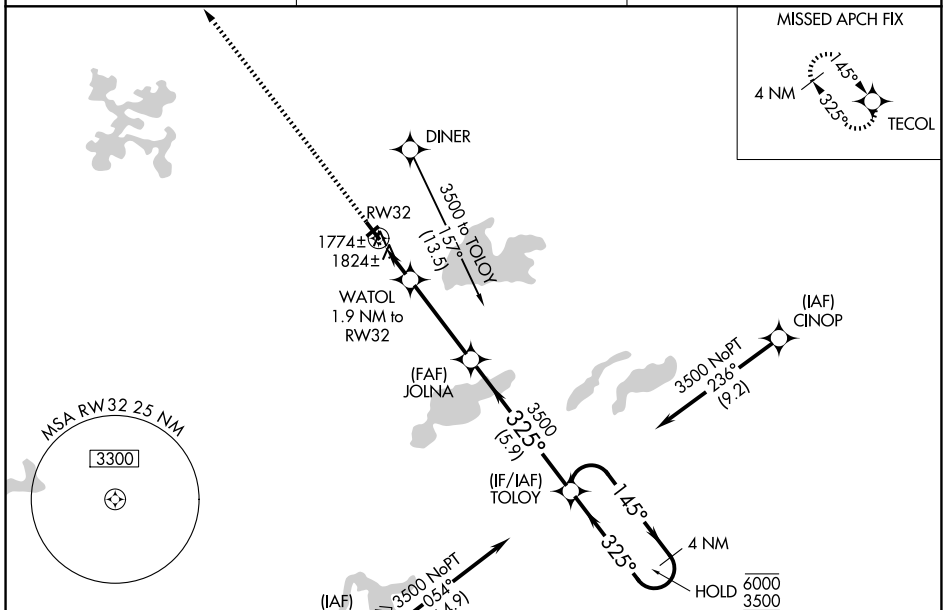 MISSED APCH FIX
4 NM
145°
325°
TECOL
DINER
3500 to TOLOY
157°
(13.5)
RW32
1774±
1824±
WATOL
1.9 NM to
RW32
(IAF)
CINOP
3500 NoPT
236°
(9.2)
(FAF)
JOLNA
3500
325°
(5.9)
MSA RW32 25 NM
3300
(IF/IAF)
TOLOY
145°
325°
4 NM
HOLD 6000
3500
(IAF)
3500 NoPT
054°